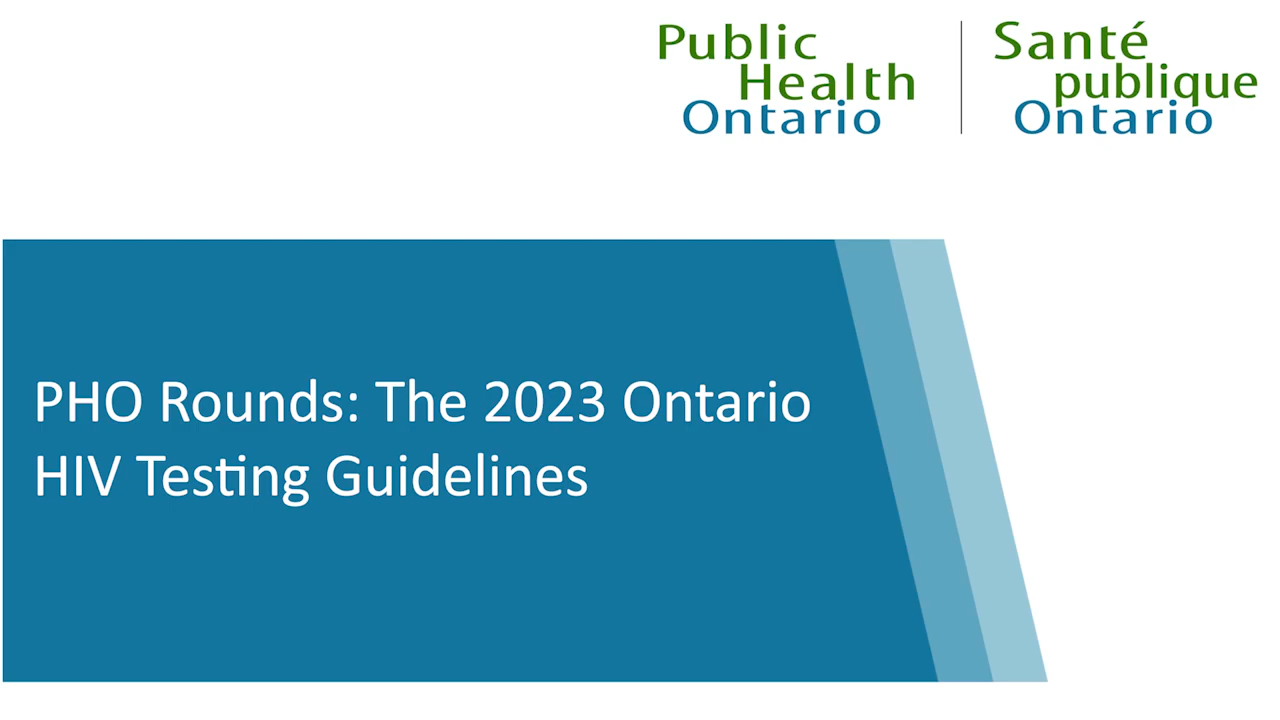 Public
Health
Ontario
Santé
publique
Ontario
PHO Rounds: The 2023 Ontario
HIV Testing Guidelines